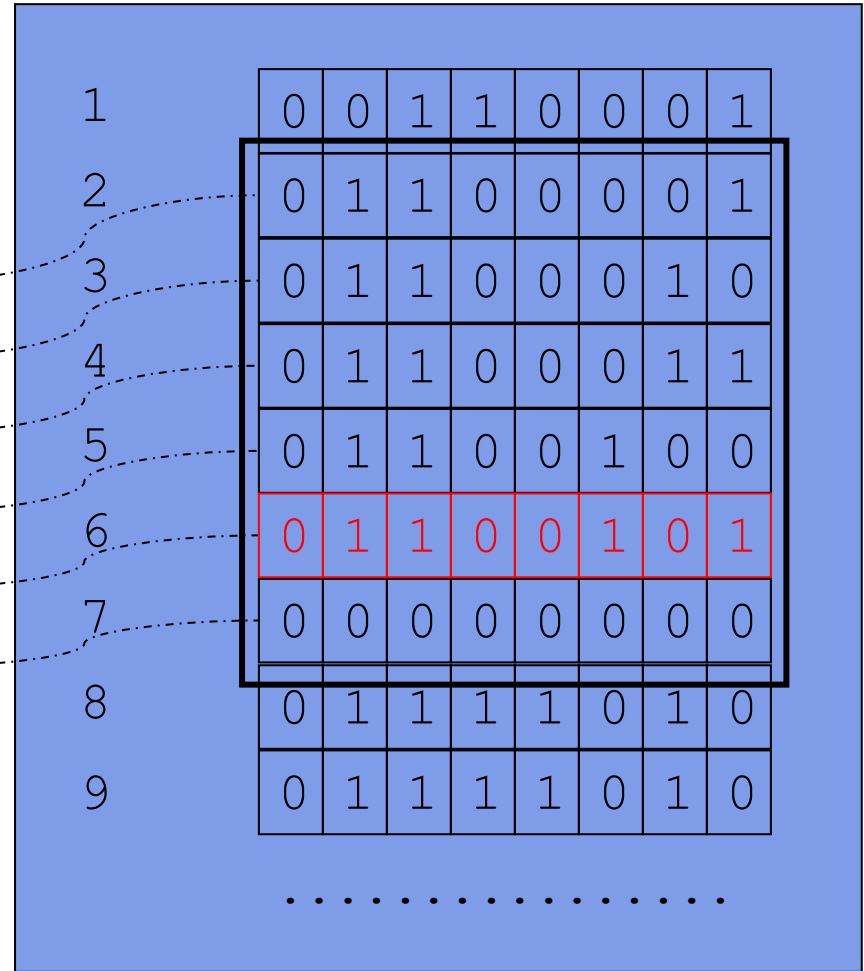 1 0 0 1 1 0 0 0 1
2 0 1 1 0 0 0 0 1
3 0 1 1 0 0 0 1 0
4 0 1 1 0 0 0 1 1
5 0 1 1 0 0 1 0 0
6 0 1 1 0 0 1 0 1
7 0 0 0 0 0 0 0 0
8 0 1 1 1 1 0 1 0
9 0 1 1 1 1 0 1 0
. . . . . . . . . . . . . . . .